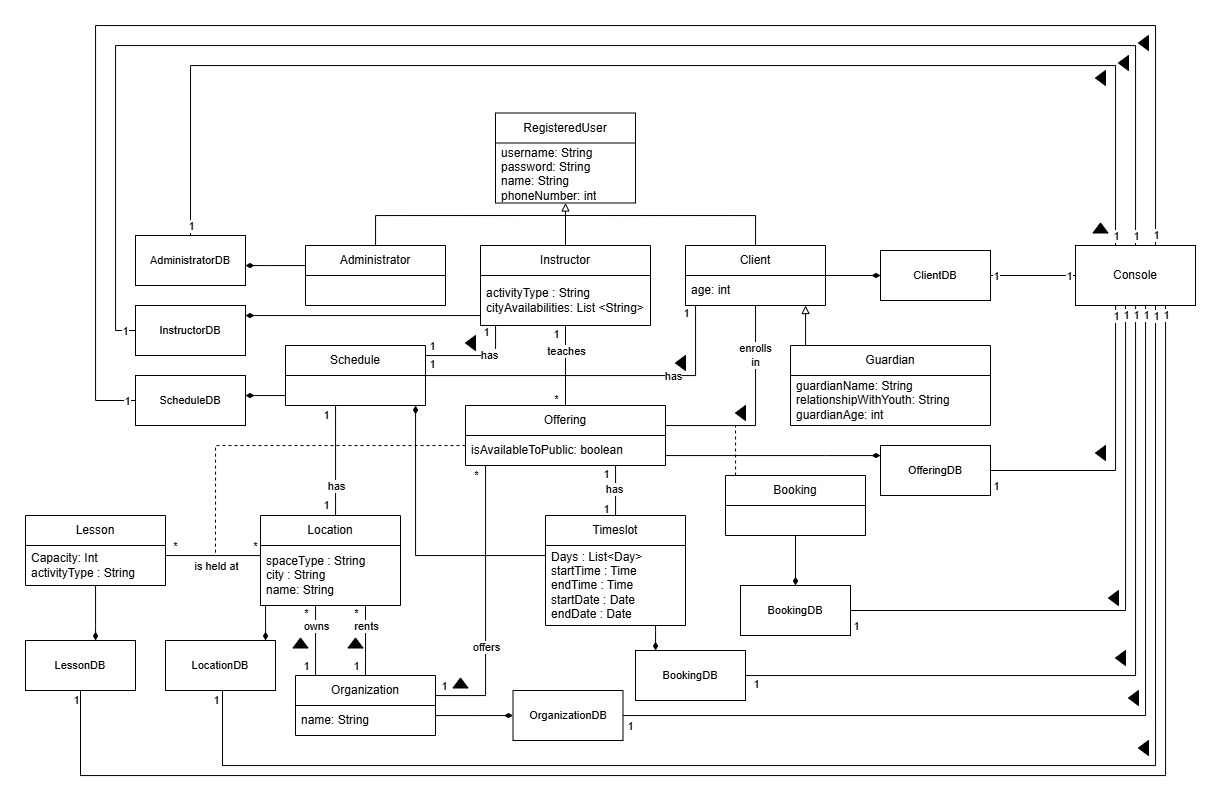 RegisteredUser
username: String
password: String
name: String
phoneNumber: int
1
1
1
1
AdministratorDB
Administrator
Instructor
activityType : String
cityAvailabilities: List <String>
Client
age: int
ClientDB
1
1
Console
InstructorDB
1
ScheduleDB
1
Schedule
1
1
has
1
1
has
1
teaches
*
enrolls
in
Guardian
guardianName: String
relationshipWithYouth: String
guardianAge: int
1
1
1
1
1
1
Offering
isAvailableToPublic: boolean
OfferingDB
1
1
has
1
*
1
has
1
Booking
Lesson
Capacity: Int
activityType : String
*
*
is held at
Location
spaceType : String
city : String
name: String
Timeslot
Days : List<Day>
startTime : Time
endTime : Time
startDate : Date
endDate : Date
BookingDB
1
*
owns
1
*
rents
1
offers
1
LessonDB
1
LocationDB
1
Organization
name: String
BookingDB
1
OrganizationDB
1